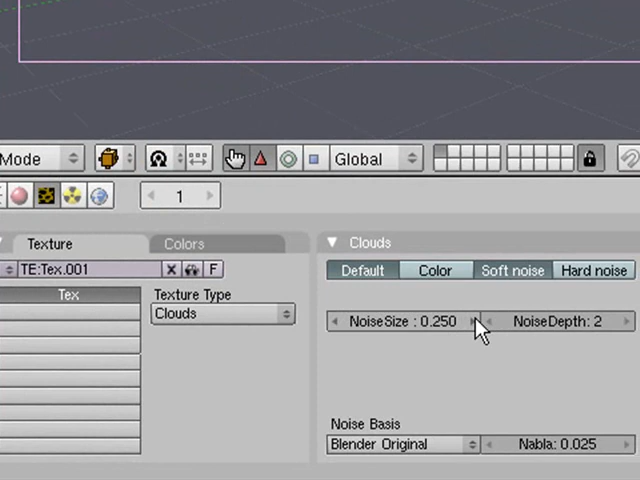 Mode
Global
1
Texture
Colors
Clouds
TE:Tex.001
X
F
Default
Color
Soft noise
Hard noise
Tex
Texture Type
Clouds
NoiseSize : 0.250
NoiseDepth: 2
Noise Basis
Blender Original
Nabla: 0.025